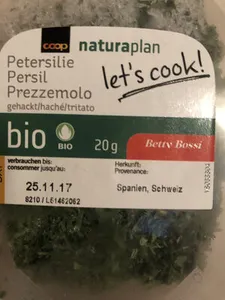 coop naturaplan
Petersilie
Persil
Prezzemolo
gehackt/haché/tritato
let's cook!
bio BIO 20g Betty Bossi
verbrauchen bis:
consommer jusqu'au:
Herkunft:
Provenance:
25.11.17
Spanien, Schweiz
8210 / L51462062